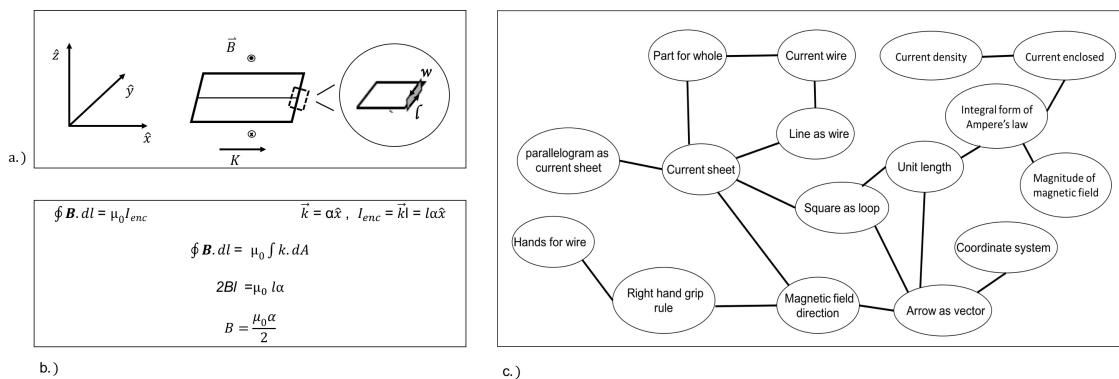 ẑ
ŷ
x̂
B⃗
K
w
l
a.)
∮ B. dl = μ₀I_enc
k⃗ = αx̂ , I_enc = k⃗l = lαx̂
∮ B. dl = μ₀ ∫ k. dA
2Bl =μ₀ lα
B = μ₀α / 2
b.)
Part for whole
Current wire
Current density
Current enclosed
Integral form of
Ampere's law
Line as wire
parallelogram as
current sheet
Current sheet
Unit length
Magnitude of
magnetic field
Square as loop
Hands for wire
Coordinate system
Right hand grip
rule
Magnetic field
direction
Arrow as vector
c.)